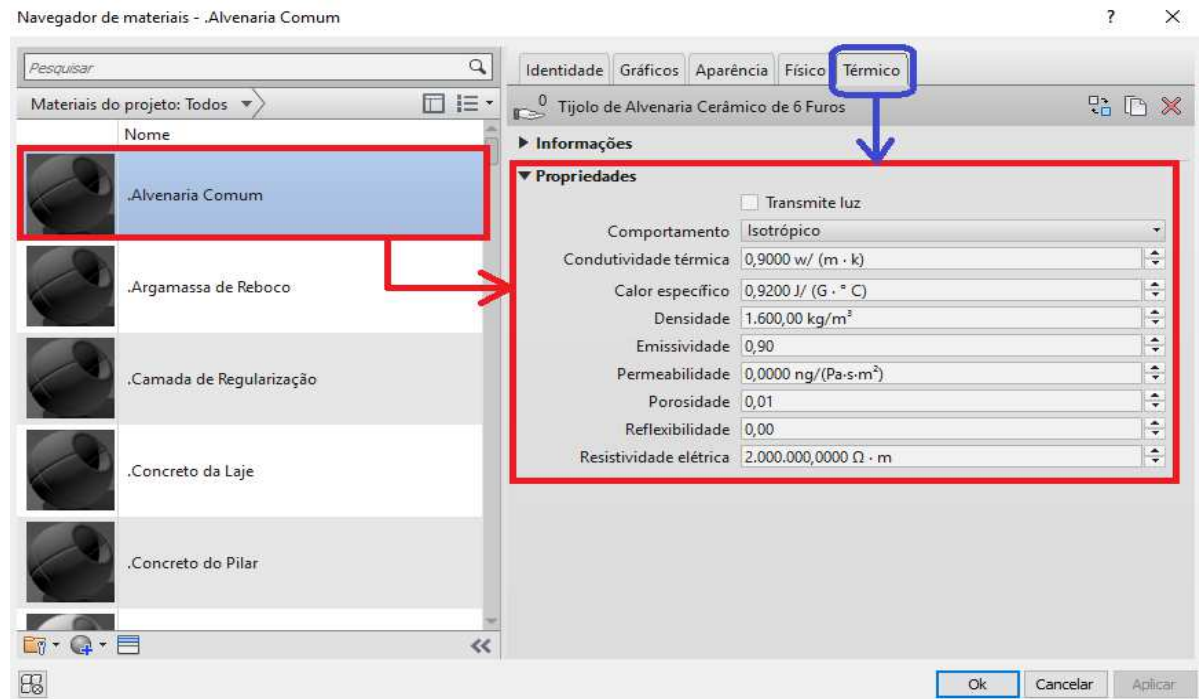 Navegador de materiais - .Alvenaria Comum
? ×
Pesquisar
Materiais do projeto: Todos
Nome
.Alvenaria Comum
.Argamassa de Reboco
.Camada de Regularização
.Concreto da Laje
.Concreto do Pilar
Identidade Gráficos Aparência Físico Térmico
0 Tijolo de Alvenaria Cerâmico de 6 Furos
Informações
Propriedades
Transmite luz
Comportamento Isotrópico
Condutividade térmica 0,9000 w/ (m · k)
Calor específico 0,9200 J/ (G · ° C)
Densidade 1.600,00 kg/m³
Emissividade 0,90
Permeabilidade 0,0000 ng/(Pa·s·m²)
Porosidade 0,01
Reflexibilidade 0,00
Resistividade elétrica 2.000.000,0000 Ω · m
Ok Cancelar Aplicar